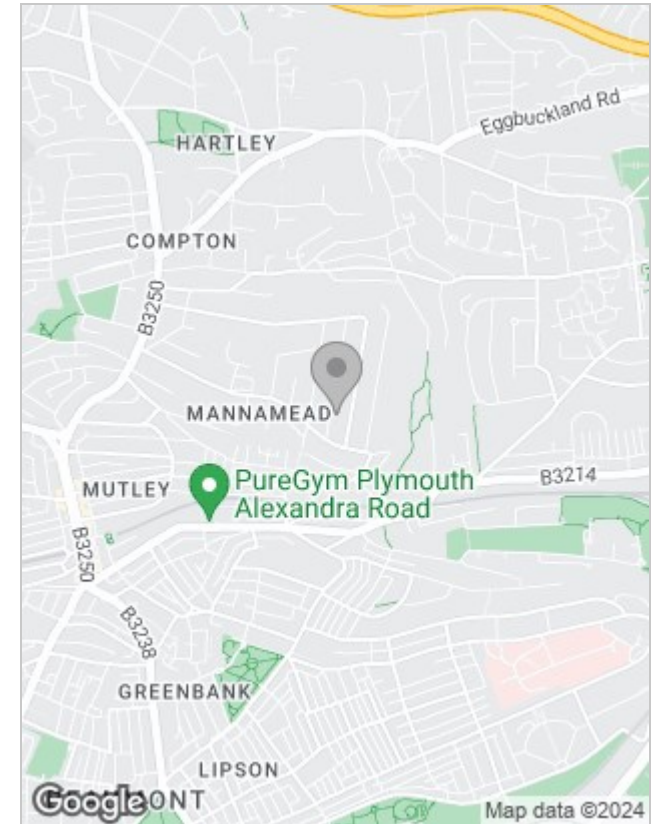 Eggbuckland Rd
HARTLEY
COMPTON
B3250
MANNAMEAD
PureGym Plymouth
Alexandra Road
B3214
MUTLEY
B3250
B3238
GREENBANK
LIPSON
Google
ONT
Map data ©2024